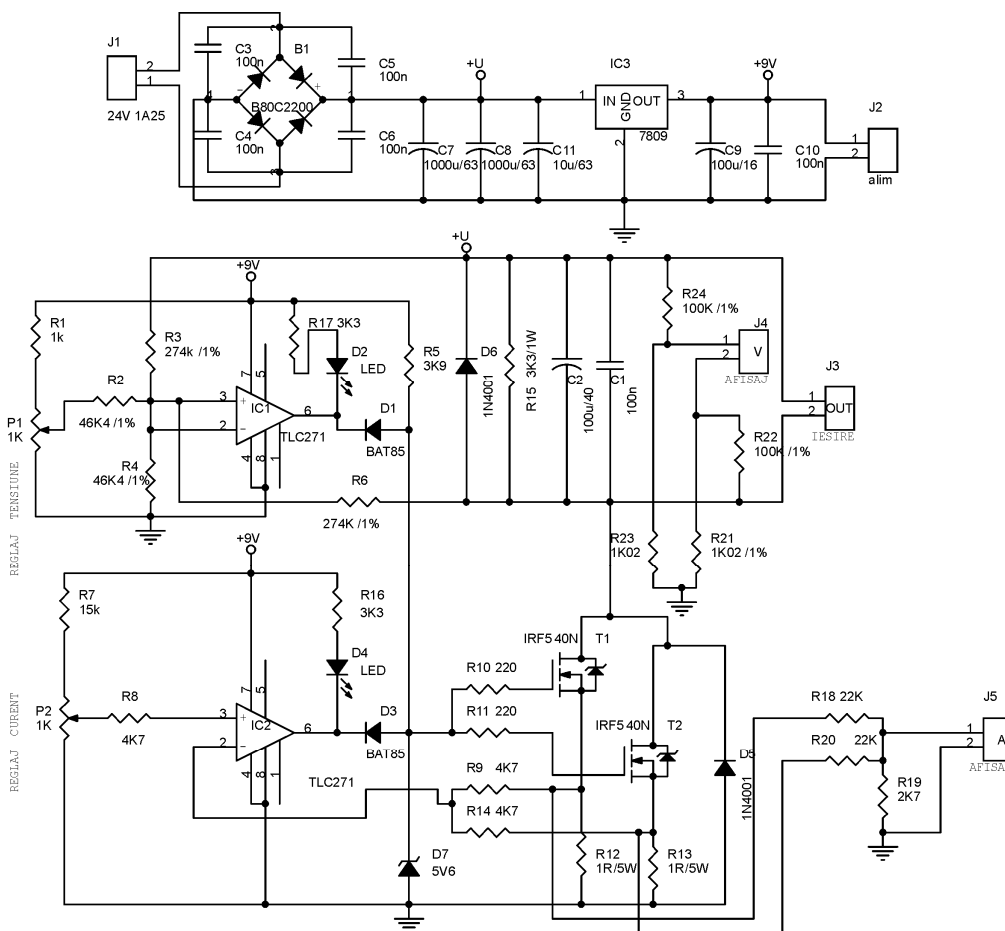 J1
2
1
24V 1A25
C3
100n
B1
C5
100n
B80C2200
C4
100n
C6
100n
+U
C7
1000u/63
C8
1000u/63
C11
10u/63
IC3
1
IN
GND
OUT
3
2
7809
+9V
C9
100u/16
C10
100n
J2
1
2
alim
R1
1k
P1
1K
REGLAJ TENSIUNE
R2
46K4 /1%
R3
274k /1%
R4
46K4 /1%
+9V
7
5
3
2
IC1
6
4
8
1
TLC271
R17 3K3
D2
LED
D1
BAT85
R5
3K9
R6
274K /1%
+U
D6
1N4001
R15 3K3/1W
C2
100u/40
C1
100n
R24
100K /1%
J4
1
2
V
AFISAJ
J3
1
2
OUT
IESIRE
R22
100K /1%
R23
1K02
R21
1K02 /1%
R7
15k
P2
1K
REGLAJ CURENT
R8
4K7
+9V
7
5
3
2
IC2
6
4
8
1
TLC271
R16
3K3
D4
LED
D3
BAT85
R10 220
R11 220
R9 4K7
R14 4K7
D7
5V6
IRF540N T1
IRF540N T2
R12
1R/5W
R13
1R/5W
D5
1N4001
R18 22K
R20 22K
R19
2K7
J5
1
2
A
AFISA